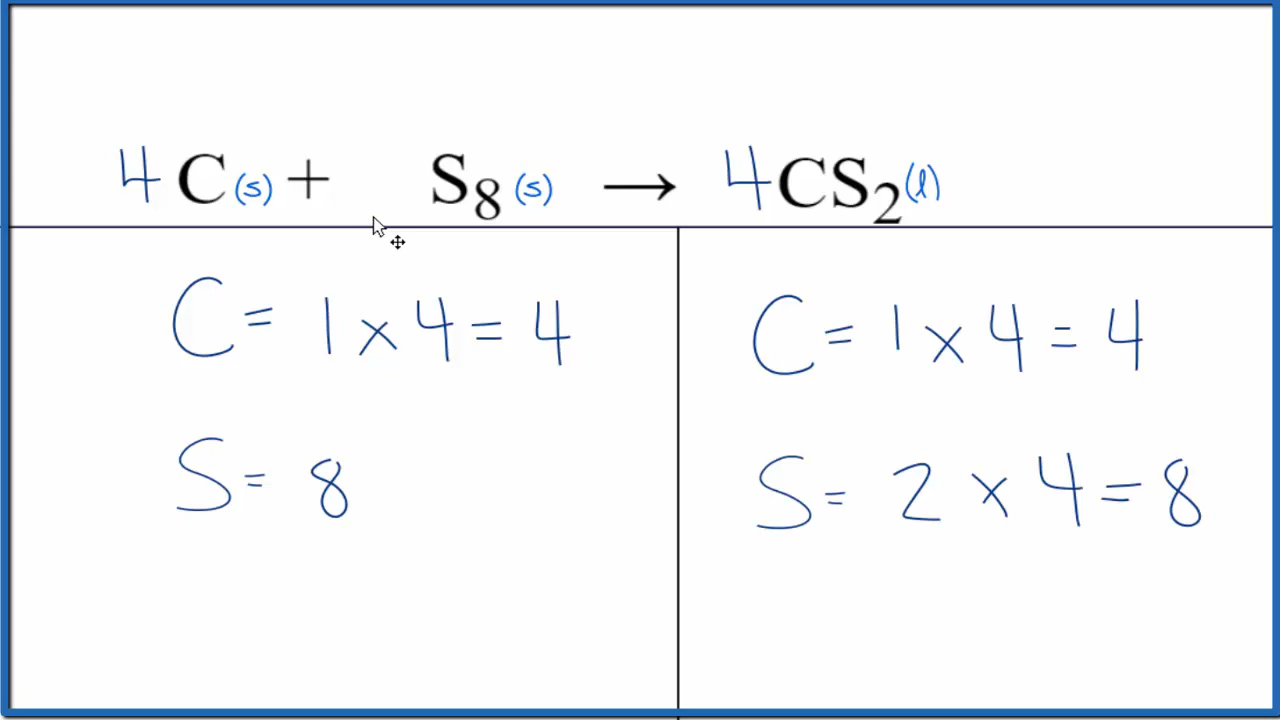 4 C(s) + S₈(s) → 4CS₂(l)
C = 1 x 4 = 4
S = 8
C = 1 x 4 = 4
S = 2 x 4 = 8